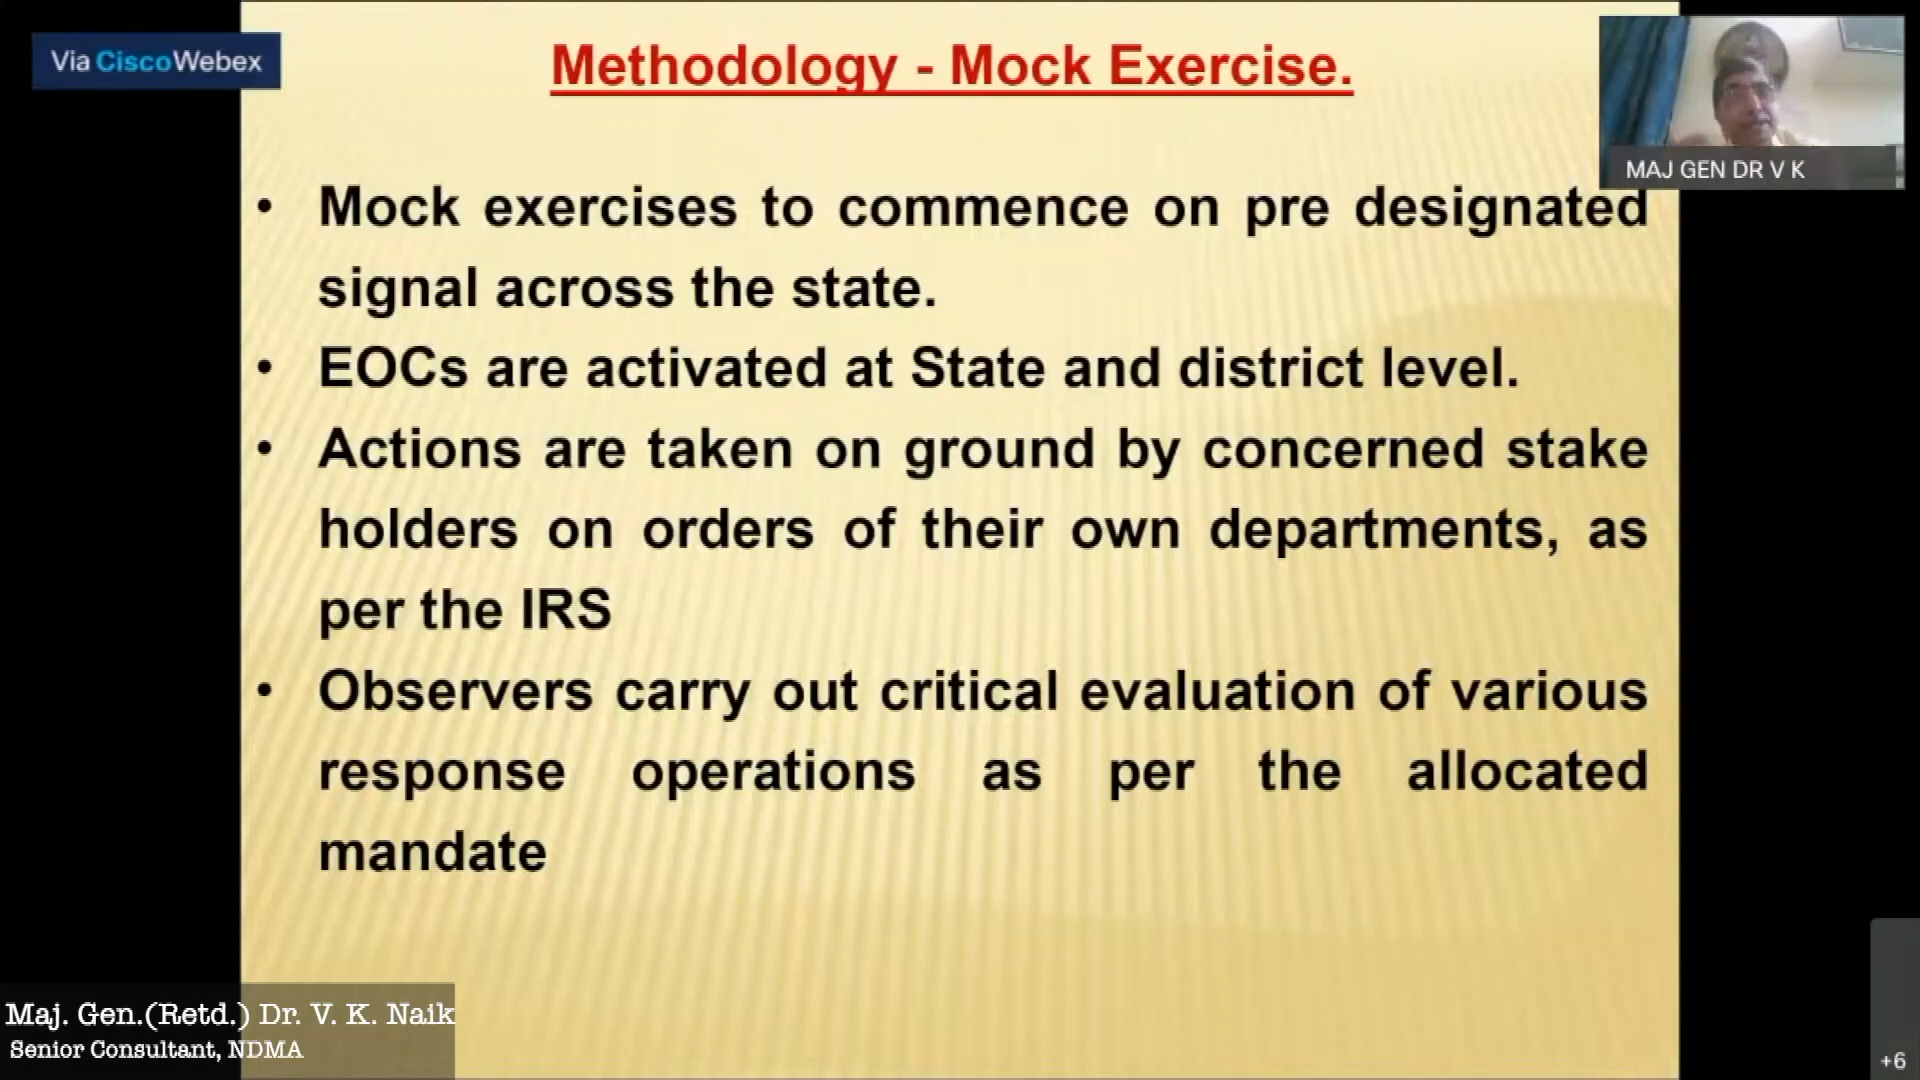 Via CiscoWebex
Methodology - Mock Exercise.
MAJ GEN DR V K
• Mock exercises to commence on pre designated
signal across the state.
• EOCs are activated at State and district level.
• Actions are taken on ground by concerned stake
holders on orders of their own departments, as
per the IRS
• Observers carry out critical evaluation of various
response operations as per the allocated
mandate
Maj. Gen.(Retd.) Dr. V. K. Naik
Senior Consultant, NDMA
+6